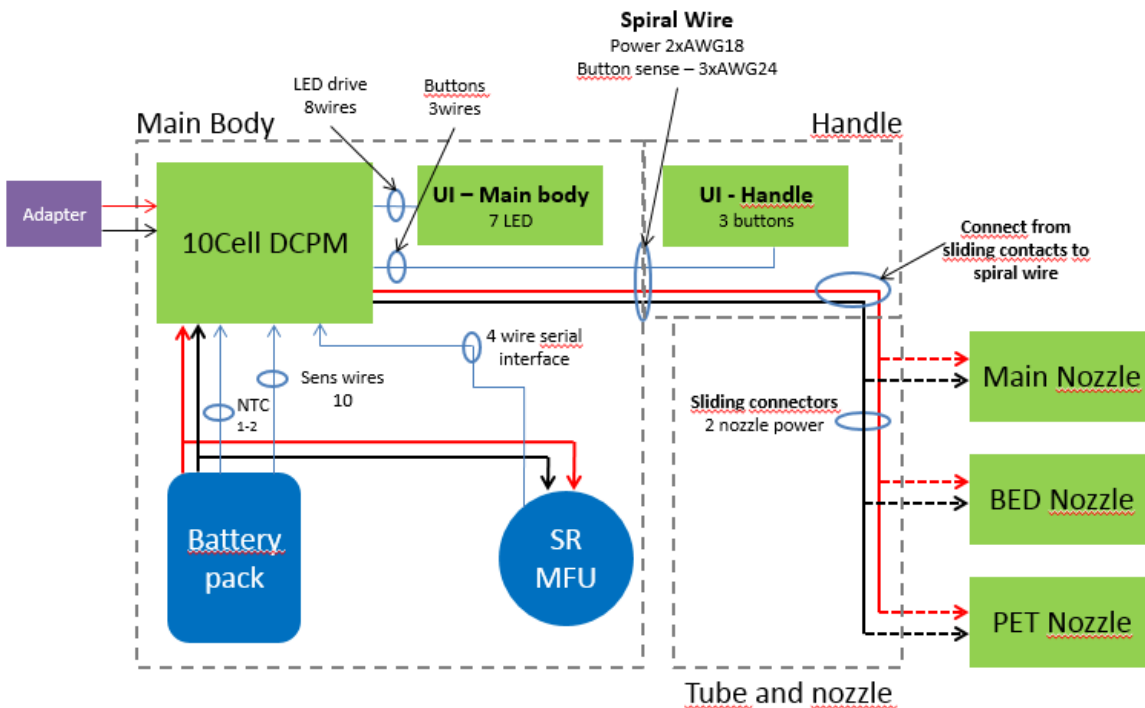 Spiral Wire
Power 2xAWG18
Button sense – 3xAWG24
LED drive
8wires
Buttons
3wires
Main Body
Handle
Adapter
10Cell DCPM
UI – Main body
7 LED
UI - Handle
3 buttons
Connect from
sliding contacts to
spiral wire
4 wire serial
interface
Sens wires
10
NTC
1-2
Sliding connectors
2 nozzle power
Main Nozzle
BED Nozzle
PET Nozzle
Battery
pack
SR
MFU
Tube and nozzle